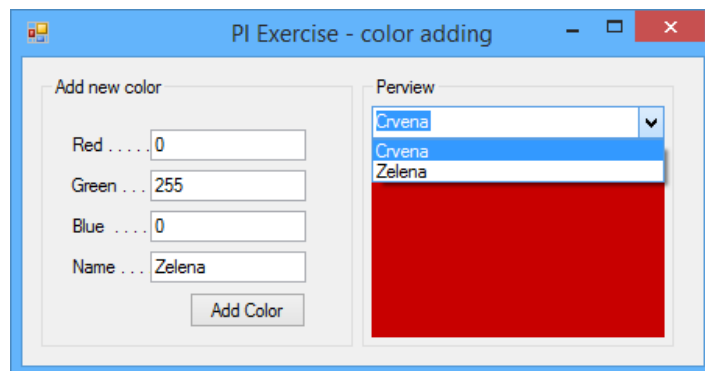 PI Exercise - color adding
Add new color
Red . . . . . 0
Green . . . 255
Blue . . . . 0
Name . . . Zelena
Add Color
Perview
Crvena
Crvena
Zelena